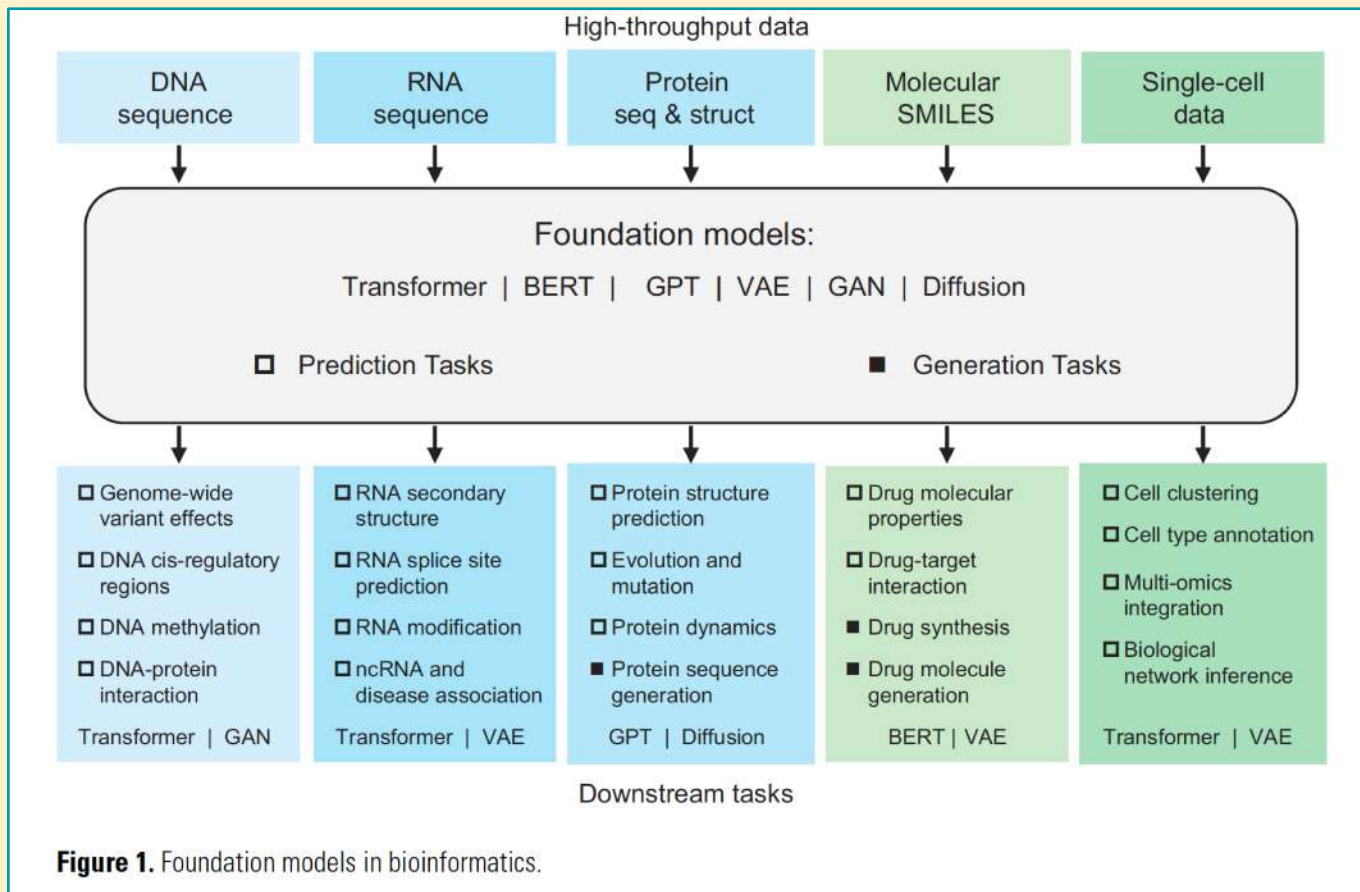 High-throughput data
DNA
sequence
RNA
sequence
Protein
seq & struct
Molecular
SMILES
Single-cell
data
Foundation models:
Transformer | BERT | GPT | VAE | GAN | Diffusion
Prediction Tasks
Generation Tasks
Genome-wide
variant effects
DNA cis-regulatory
regions
DNA methylation
DNA-protein
interaction
Transformer | GAN
RNA secondary
structure
RNA splice site
prediction
RNA modification
ncRNA and
disease association
Transformer | VAE
Protein structure
prediction
Evolution and
mutation
Protein dynamics
Protein sequence
generation
GPT | Diffusion
Drug molecular
properties
Drug-target
interaction
Drug synthesis
Drug molecule
generation
BERT | VAE
Cell clustering
Cell type annotation
Multi-omics
integration
Biological
network inference
Transformer | VAE
Downstream tasks
Figure 1. Foundation models in bioinformatics.